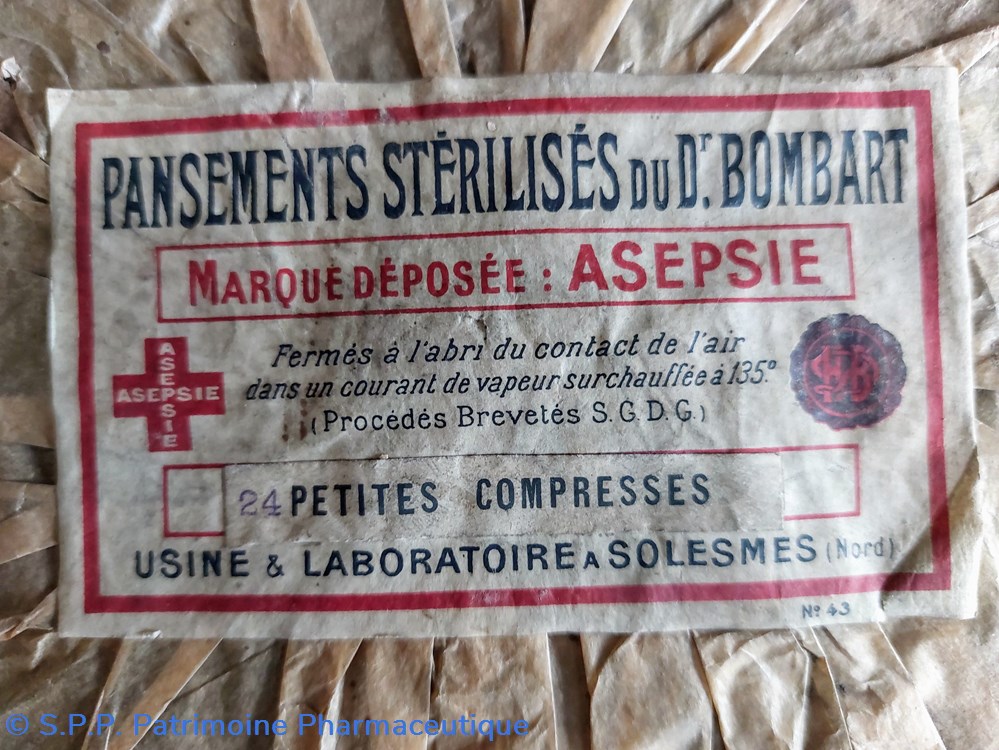 PANSEMENTS STÉRILISÉS DU Dr. BOMBART
MARQUE DÉPOSÉE : ASEPSIE
ASEPSIE
ASEPSIE
Fermés à l'abri du contact de l'air
dans un courant de vapeur surchauffée à 135°
(Procédés Brevetés S.G.D.G.)
24 PETITES COMPRESSES
USINE & LABORATOIRE A SOLESMES (Nord)
No 43
© S.P.P. Patrimoine Pharmaceutique